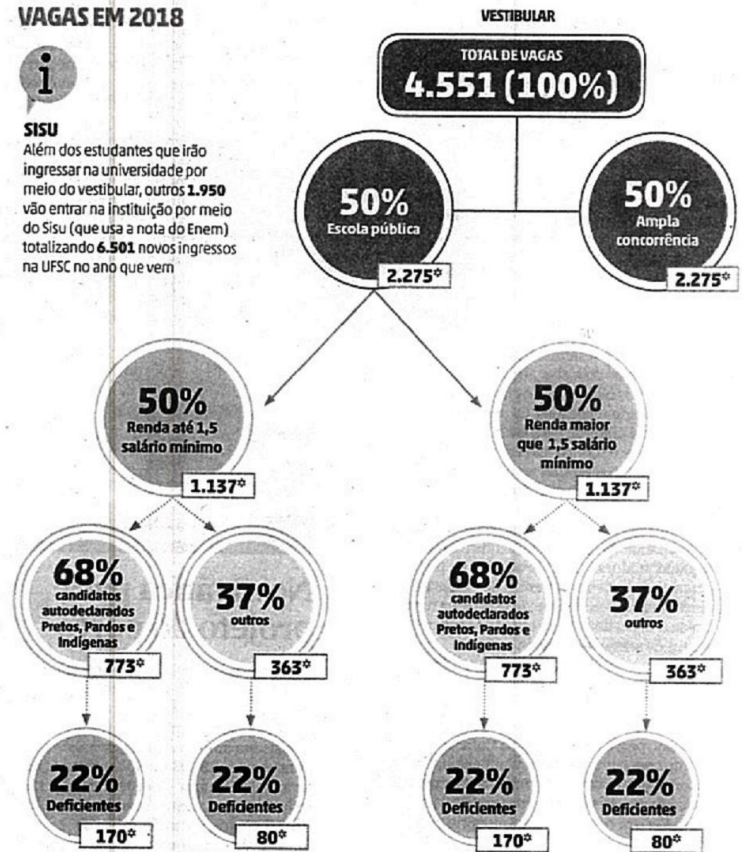 VAGAS EM 2018
i
SISU
Além dos estudantes que irão
ingressar na universidade por
meio do vestibular, outros 1.950
vão entrar na instituição por meio
do Sisu (que usa a nota do Enem)
totalizando 6.501 novos ingressos
na UFSC no ano que vem
VESTIBULAR
TOTAL DE VAGAS
4.551 (100%)
50%
Escola pública
2.275*
50%
Ampla
concorrência
2.275*
50%
Renda até 1,5
salário mínimo
1.137*
50%
Renda maior
que 1,5 salário
mínimo
1.137*
68%
candidatos
autodeclarados
Pretos, Pardos e
Indígenas
773*
37%
outros
363*
68%
candidatos
autodeclarados
Pretos, Pardos e
Indígenas
773*
37%
outros
363*
22%
Deficientes
170*
22%
Deficientes
80*
22%
Deficientes
170*
22%
Deficientes
80*